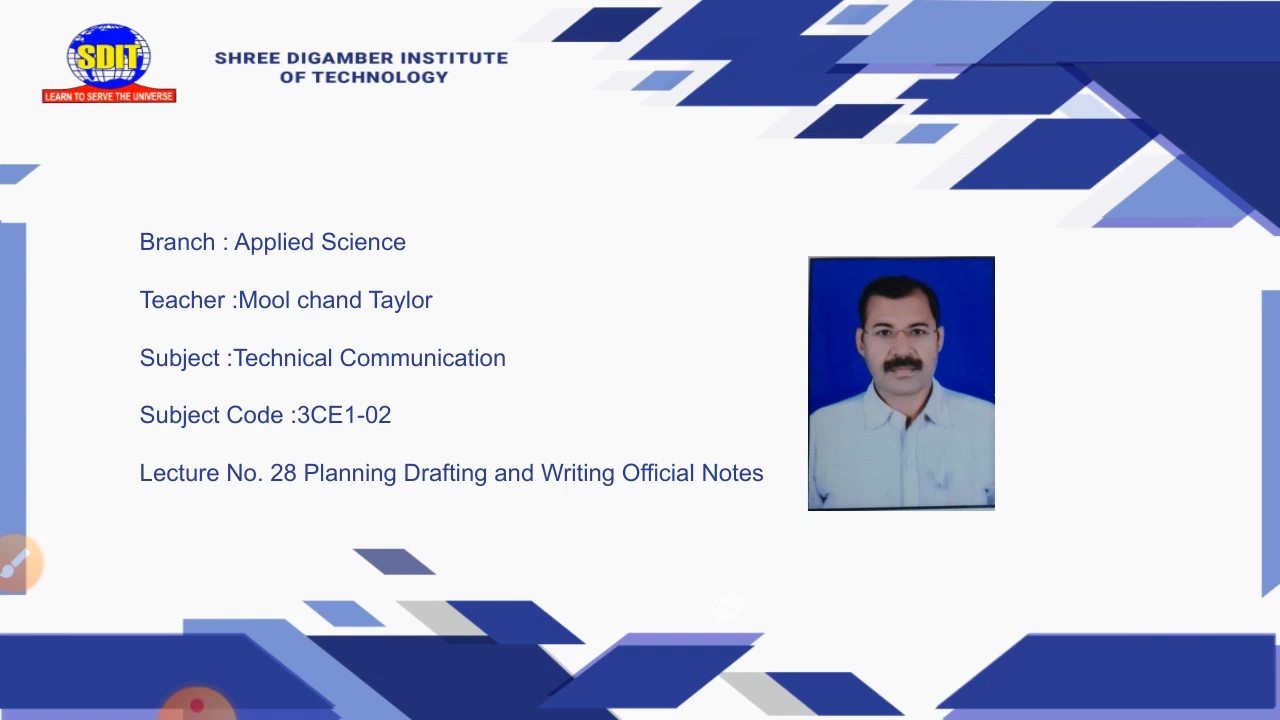 SDIT
LEARN TO SERVE THE UNIVERSE
SHREE DIGAMBER INSTITUTE
OF TECHNOLOGY
Branch : Applied Science
Teacher :Mool chand Taylor
Subject :Technical Communication
Subject Code :3CE1-02
Lecture No. 28 Planning Drafting and Writing Official Notes